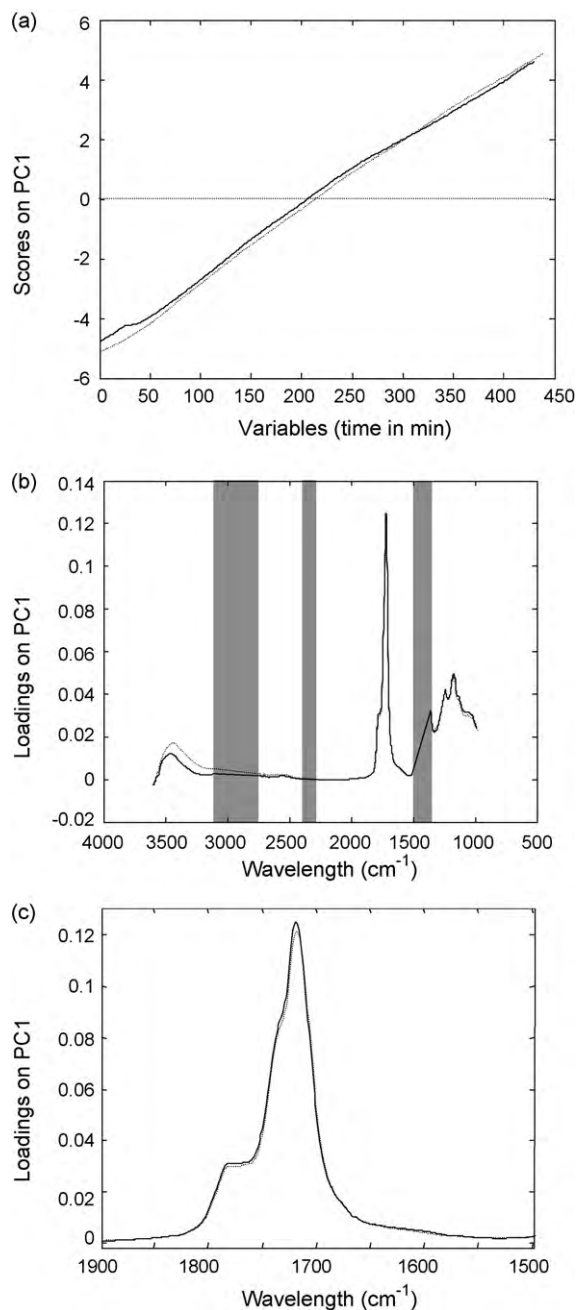 (a)
6
4
2
0
-2
-4
-6
Scores on PC1
0 50 100 150 200 250 300 350 400 450
Variables (time in min)
(b)
0.14
0.12
0.10
0.08
0.06
0.04
0.02
0
-0.02
Loadings on PC1
4000 3500 3000 2500 2000 1500 1000 500
Wavelength (cm⁻¹)
(c)
0.12
0.10
0.08
0.06
0.04
0.02
0
Loadings on PC1
1900 1800 1700 1600 1500
Wavelength (cm⁻¹)